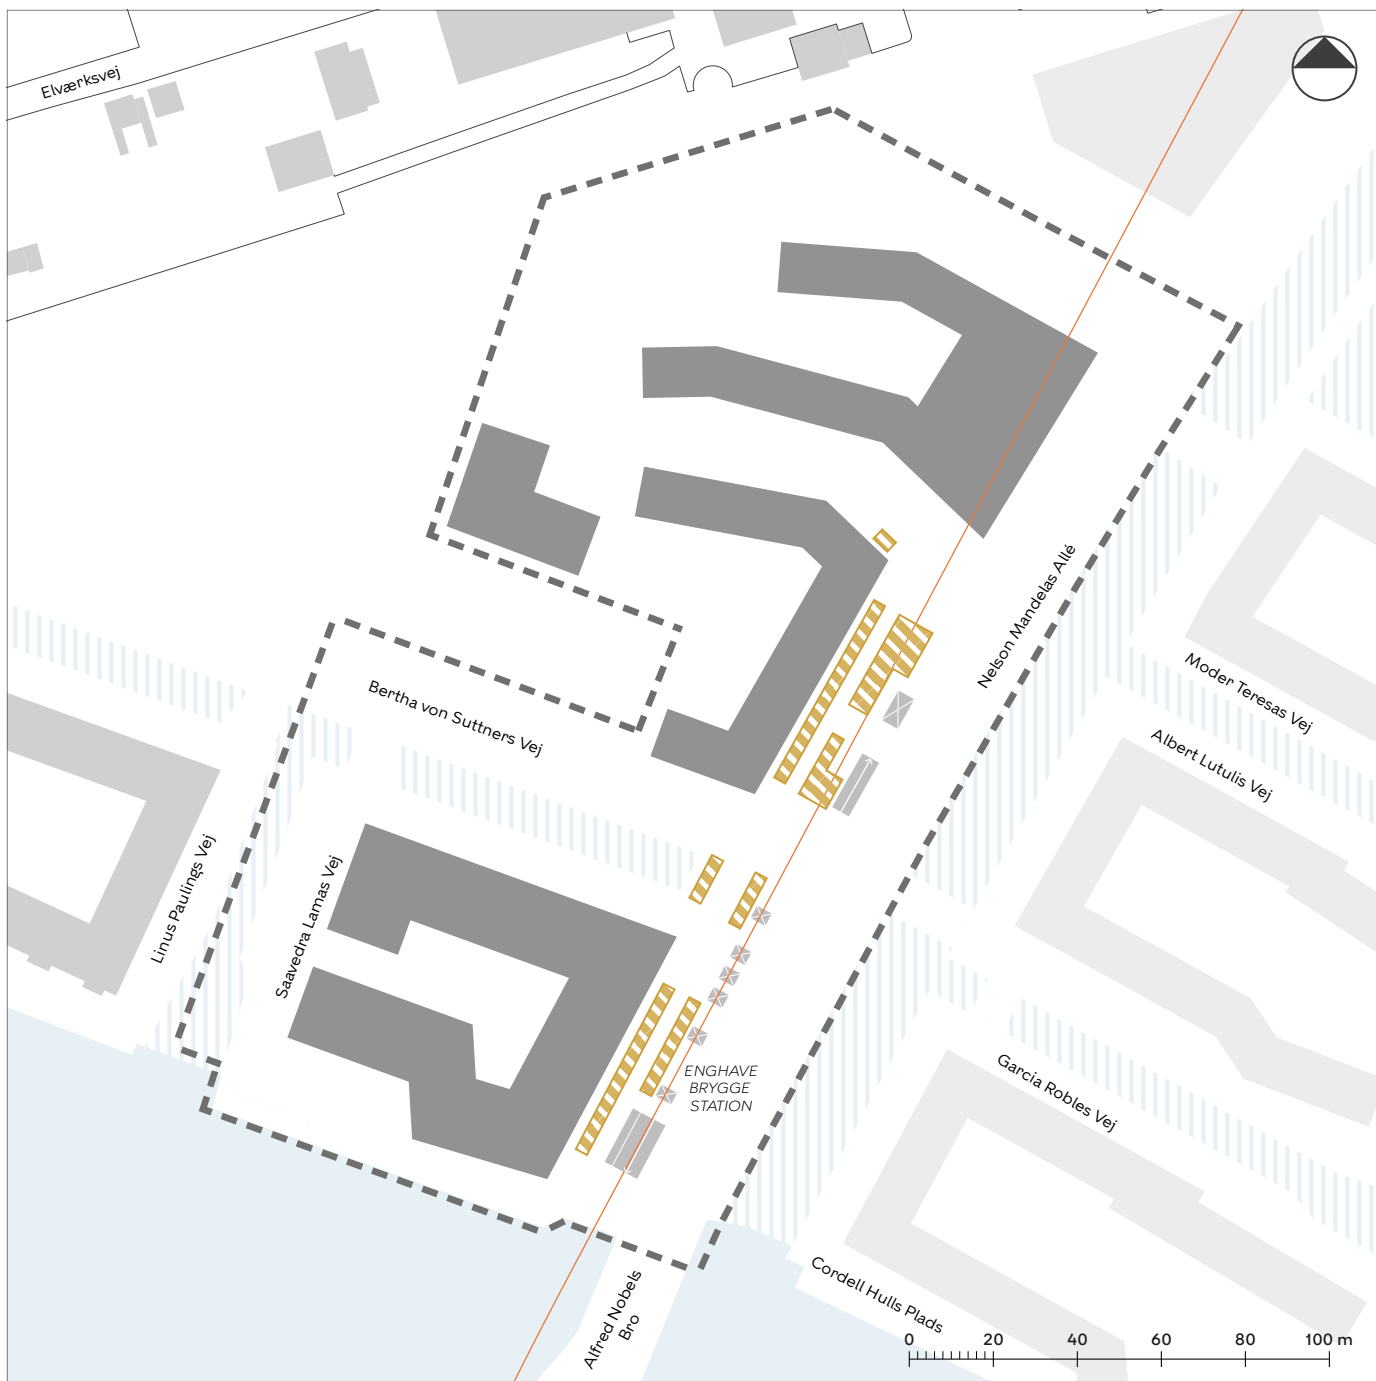 Elværksvej
Nelson Mandelas Allé
Moder Teresas Vej
Bertha von Suttners Vej
Albert Lutulis Vej
Linus Paulings Vej
Saavedra Lamas Vej
ENGHAVE
BRYGGE
STATION
Garcia Robles Vej
Cordell Hulls Plads
Alfred Nobels
Bro
0 20 40 60 80 100 m